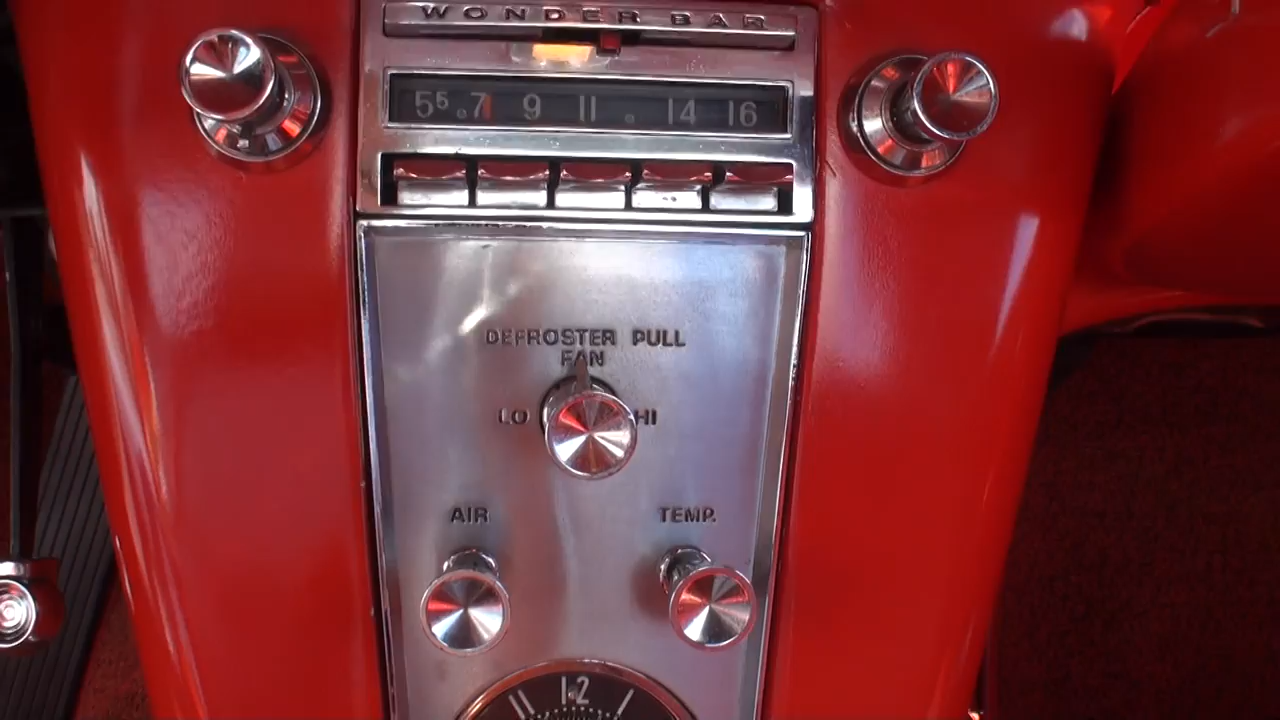 WONDER BAR
55 7 9 11 14 16
DEFROSTER PULL
FAN
LO HI
AIR TEMP.
12